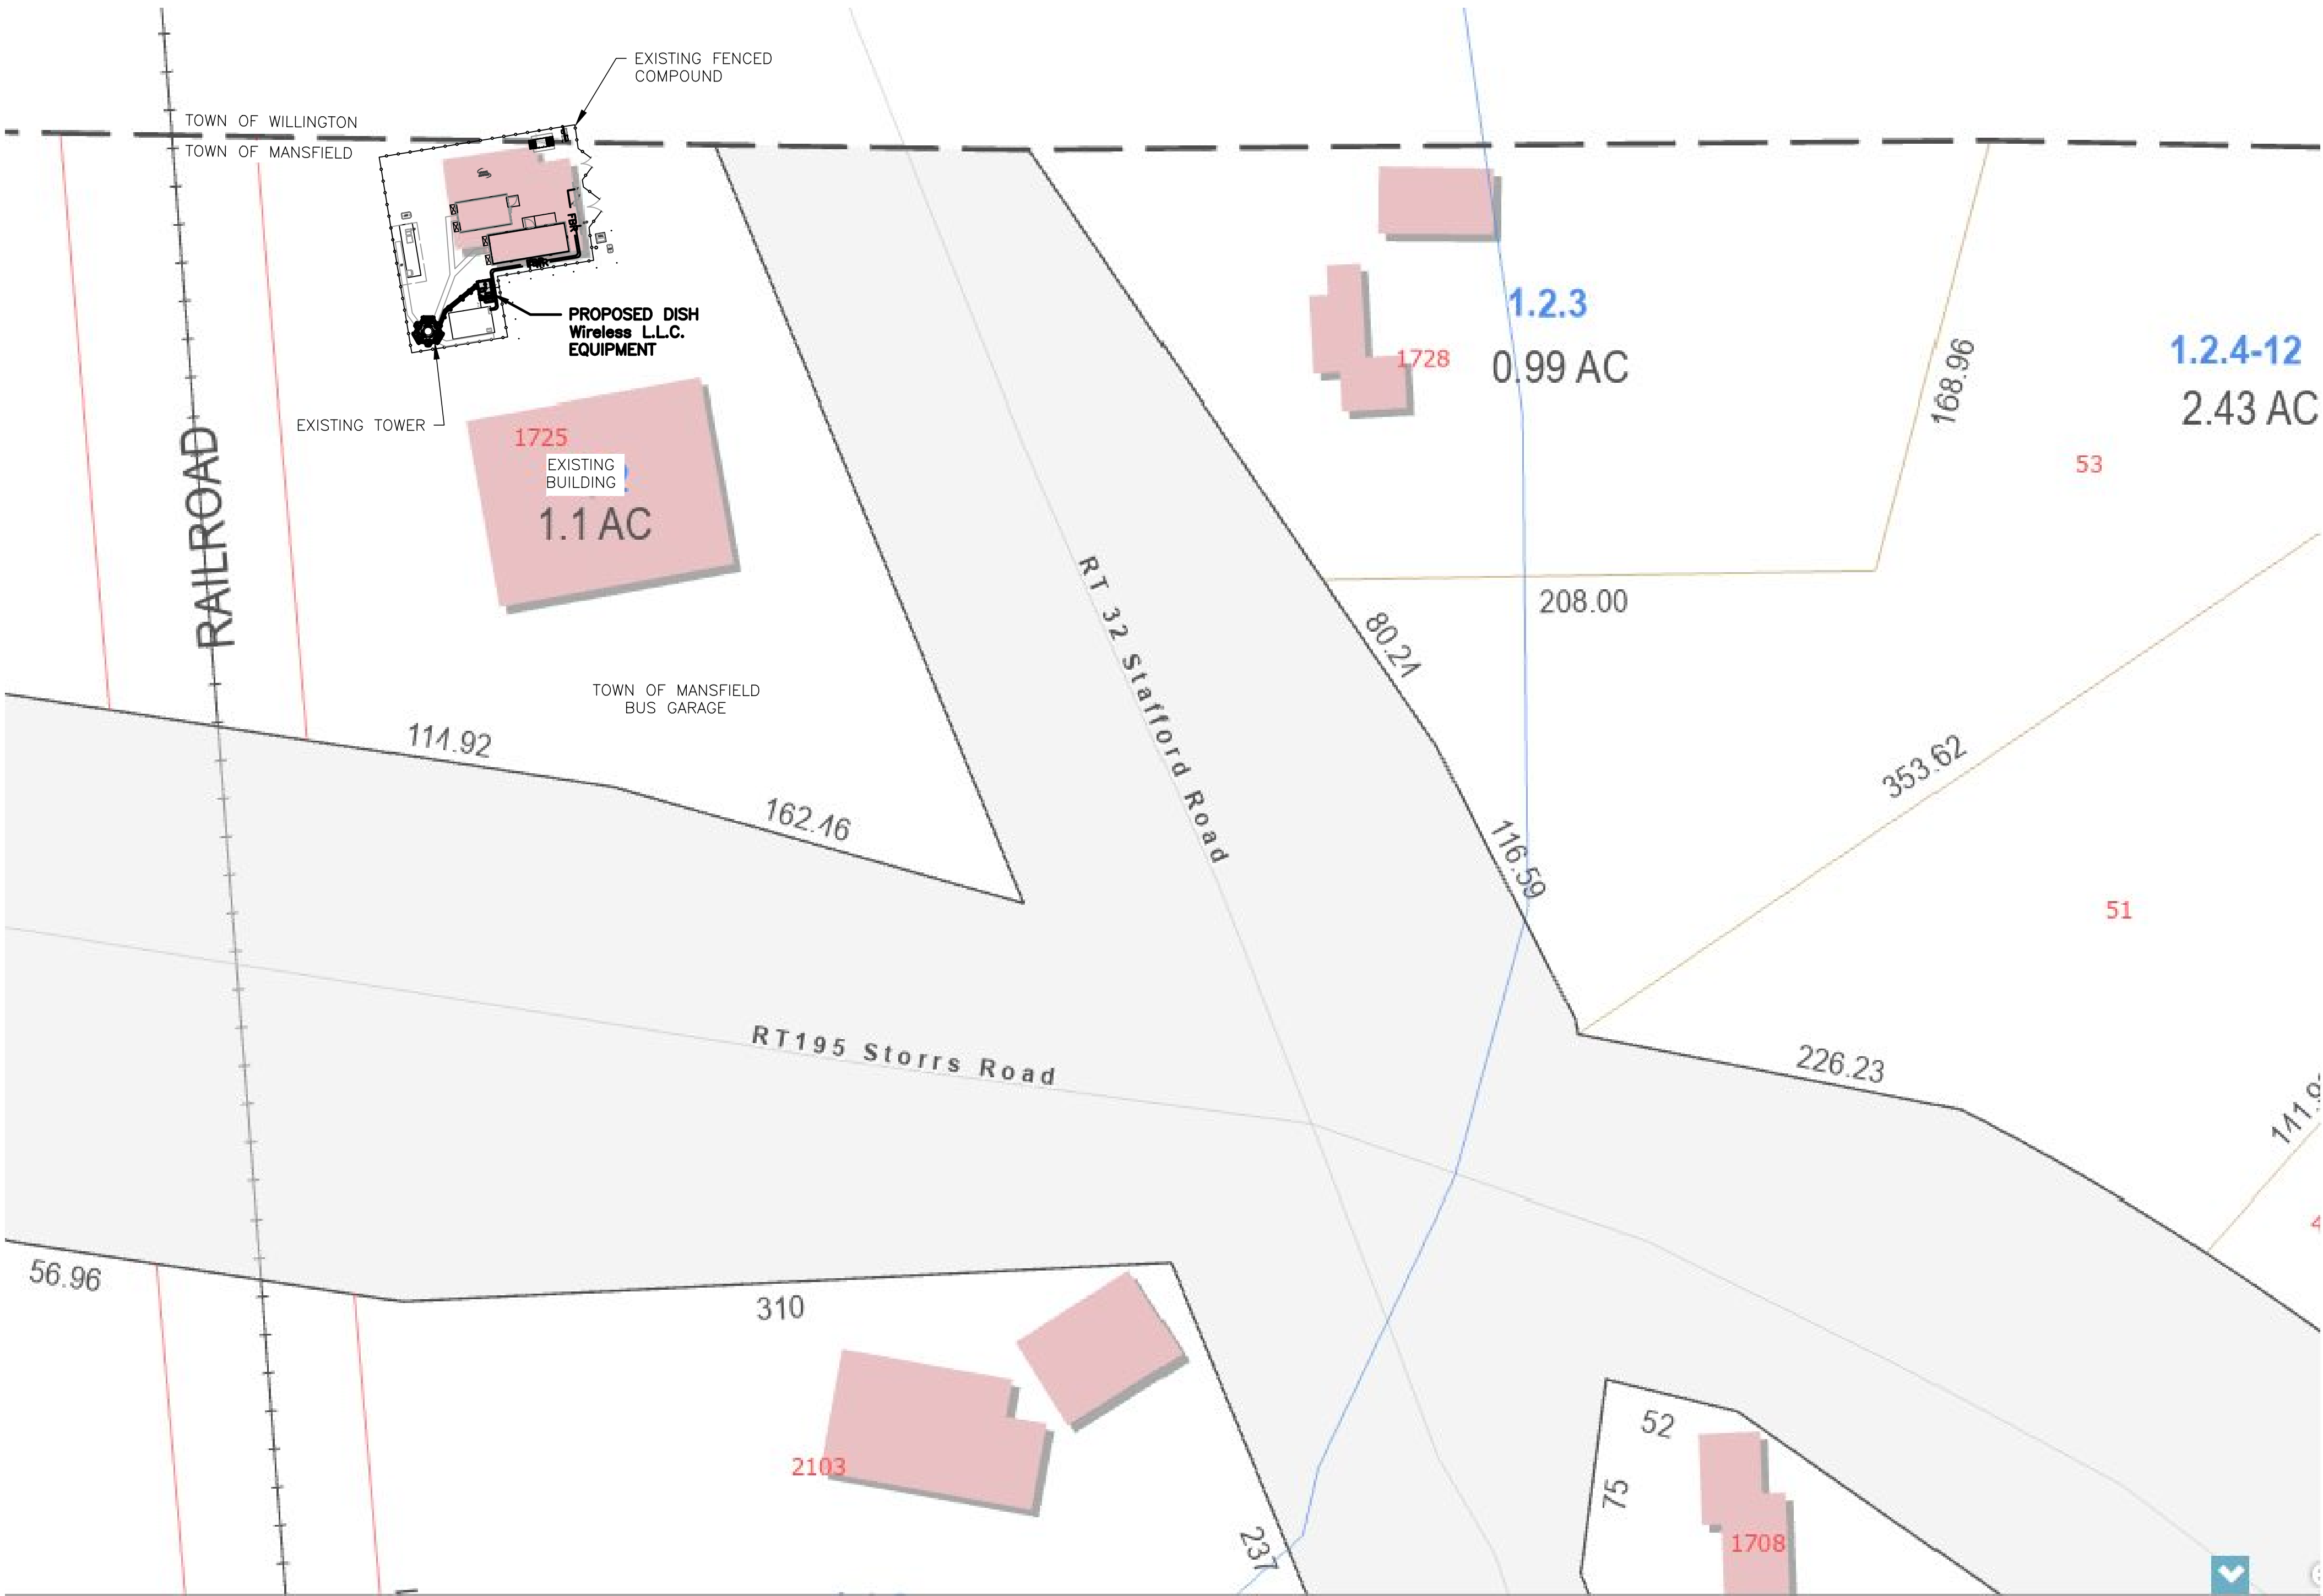 EXISTING FENCED
COMPOUND
TOWN OF WILLINGTON
TOWN OF MANSFIELD
PROPOSED DISH
Wireless L.L.C.
EQUIPMENT
EXISTING TOWER
1725
EXISTING
BUILDING
1.1 AC
RAILROAD
TOWN OF MANSFIELD
BUS GARAGE
114.92
162.46
RT 32 Stafford Road
1.2.3
1728
0.99 AC
168.96
1.2.4-12
2.43 AC
53
208.00
80.24
353.62
116.59
51
RT195 Storrs Road
226.23
56.96
310
2103
237
52
75
1708